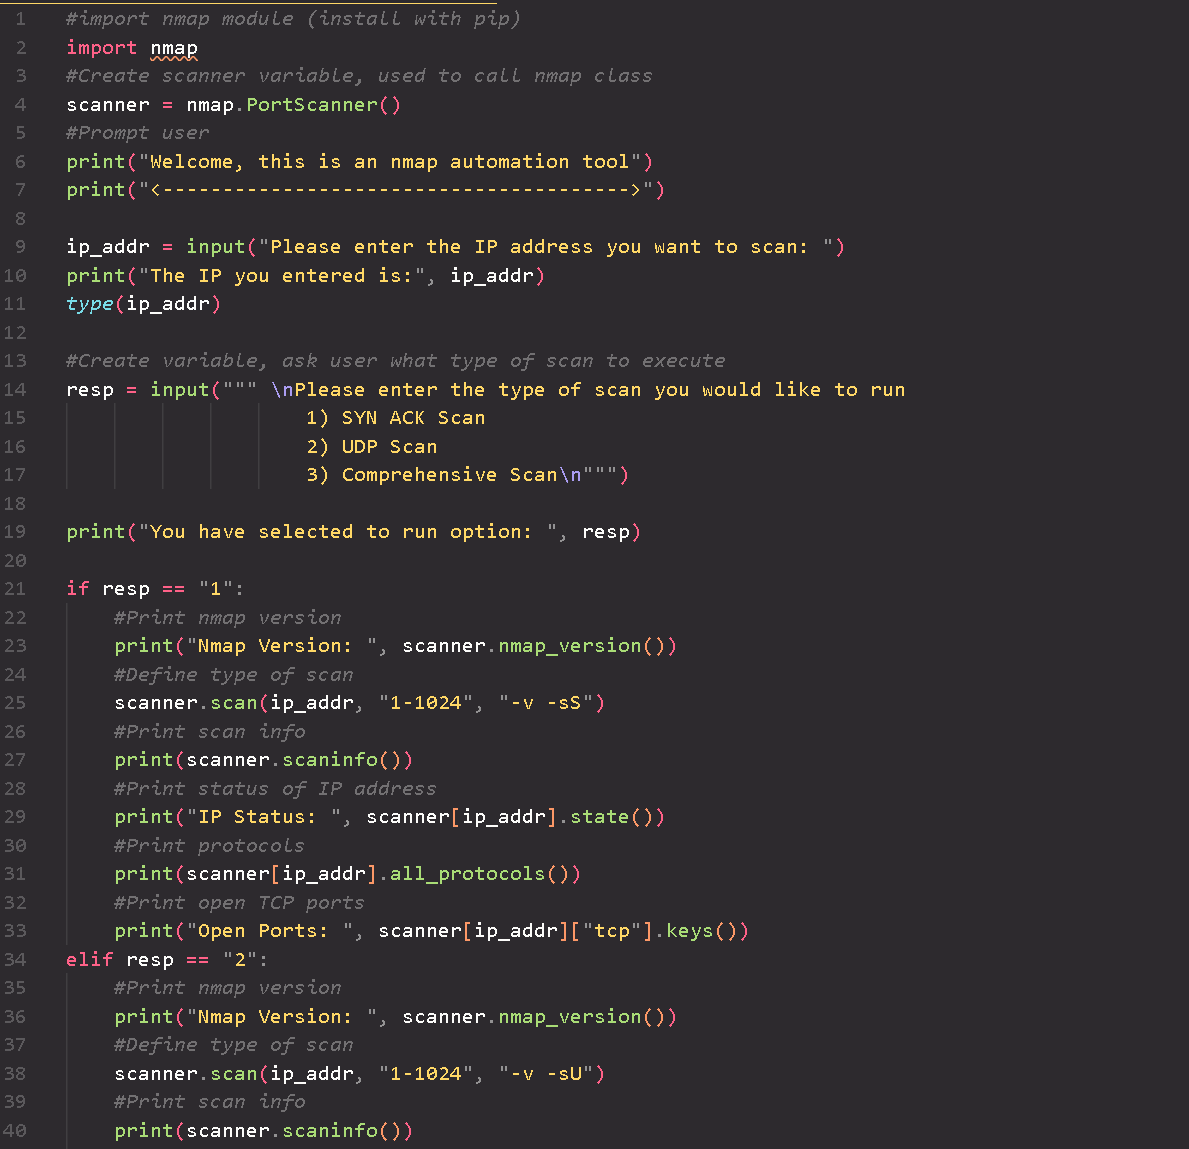 1 #import nmap module (install with pip)
2 import nmap
3 #Create scanner variable, used to call nmap class
4 scanner = nmap.PortScanner()
5 #Prompt user
6 print("Welcome, this is an nmap automation tool")
7 print("<--------------------------------------->")
8
9 ip_addr = input("Please enter the IP address you want to scan: ")
10 print("The IP you entered is:", ip_addr)
11 type(ip_addr)
12
13 #Create variable, ask user what type of scan to execute
14 resp = input(""" \nPlease enter the type of scan you would like to run
15                     1) SYN ACK Scan
16                     2) UDP Scan
17                     3) Comprehensive Scan\n""")
18
19 print("You have selected to run option: ", resp)
20
21 if resp == "1":
22     #Print nmap version
23     print("Nmap Version: ", scanner.nmap_version())
24     #Define type of scan
25     scanner.scan(ip_addr, "1-1024", "-v -sS")
26     #Print scan info
27     print(scanner.scaninfo())
28     #Print status of IP address
29     print("IP Status: ", scanner[ip_addr].state())
30     #Print protocols
31     print(scanner[ip_addr].all_protocols())
32     #Print open TCP ports
33     print("Open Ports: ", scanner[ip_addr]["tcp"].keys())
34 elif resp == "2":
35     #Print nmap version
36     print("Nmap Version: ", scanner.nmap_version())
37     #Define type of scan
38     scanner.scan(ip_addr, "1-1024", "-v -sU")
39     #Print scan info
40     print(scanner.scaninfo())